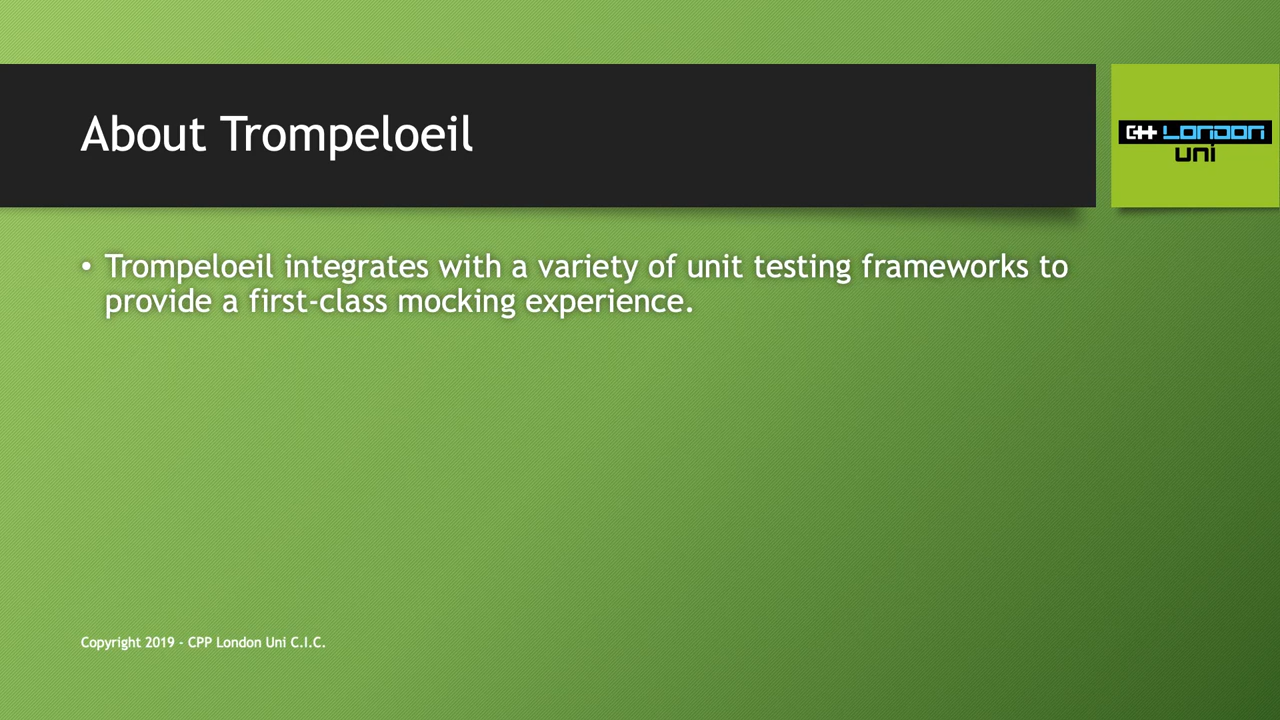 About Trompeloeil
C++ London
uni
• Trompeloeil integrates with a variety of unit testing frameworks to
provide a first-class mocking experience.
Copyright 2019 - CPP London Uni C.I.C.